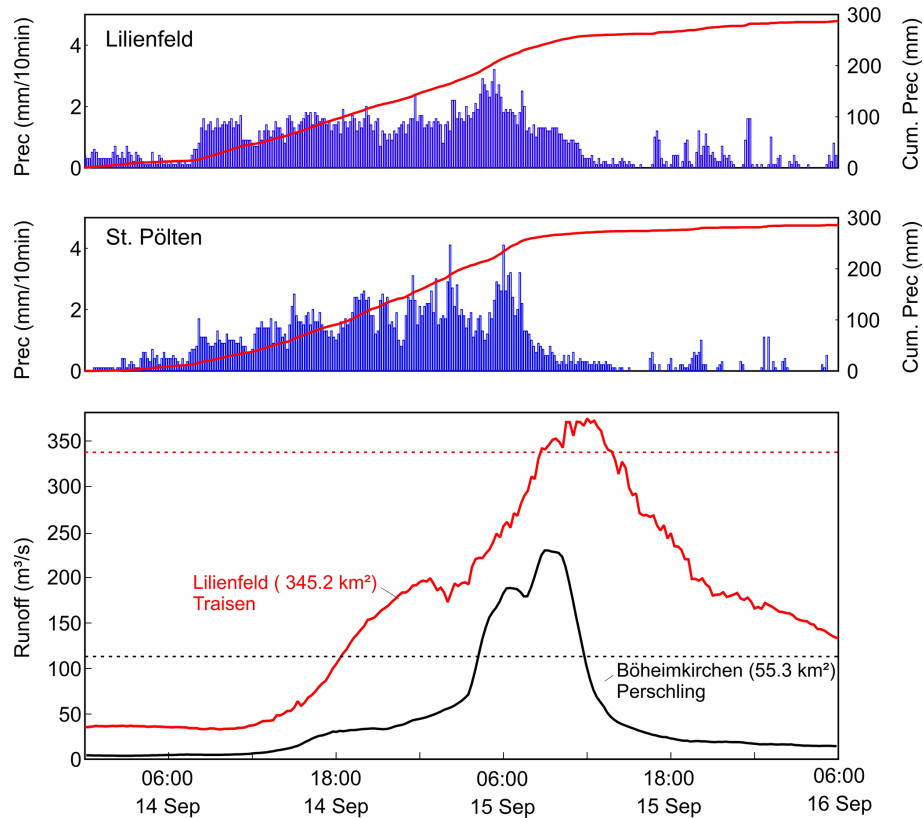 Lilienfeld
Prec (mm/10min)
4
2
0
300
200
100
0
Cum. Prec (mm)
St. Pölten
Prec (mm/10min)
4
2
0
300
200
100
0
Cum. Prec (mm)
Runoff (m³/s)
350
300
250
200
150
100
50
0
Lilienfeld ( 345.2 km²)
Traisen
Böheimkirchen (55.3 km²)
Perschling
06:00 18:00 06:00 18:00 06:00
14 Sep 14 Sep 15 Sep 15 Sep 16 Sep